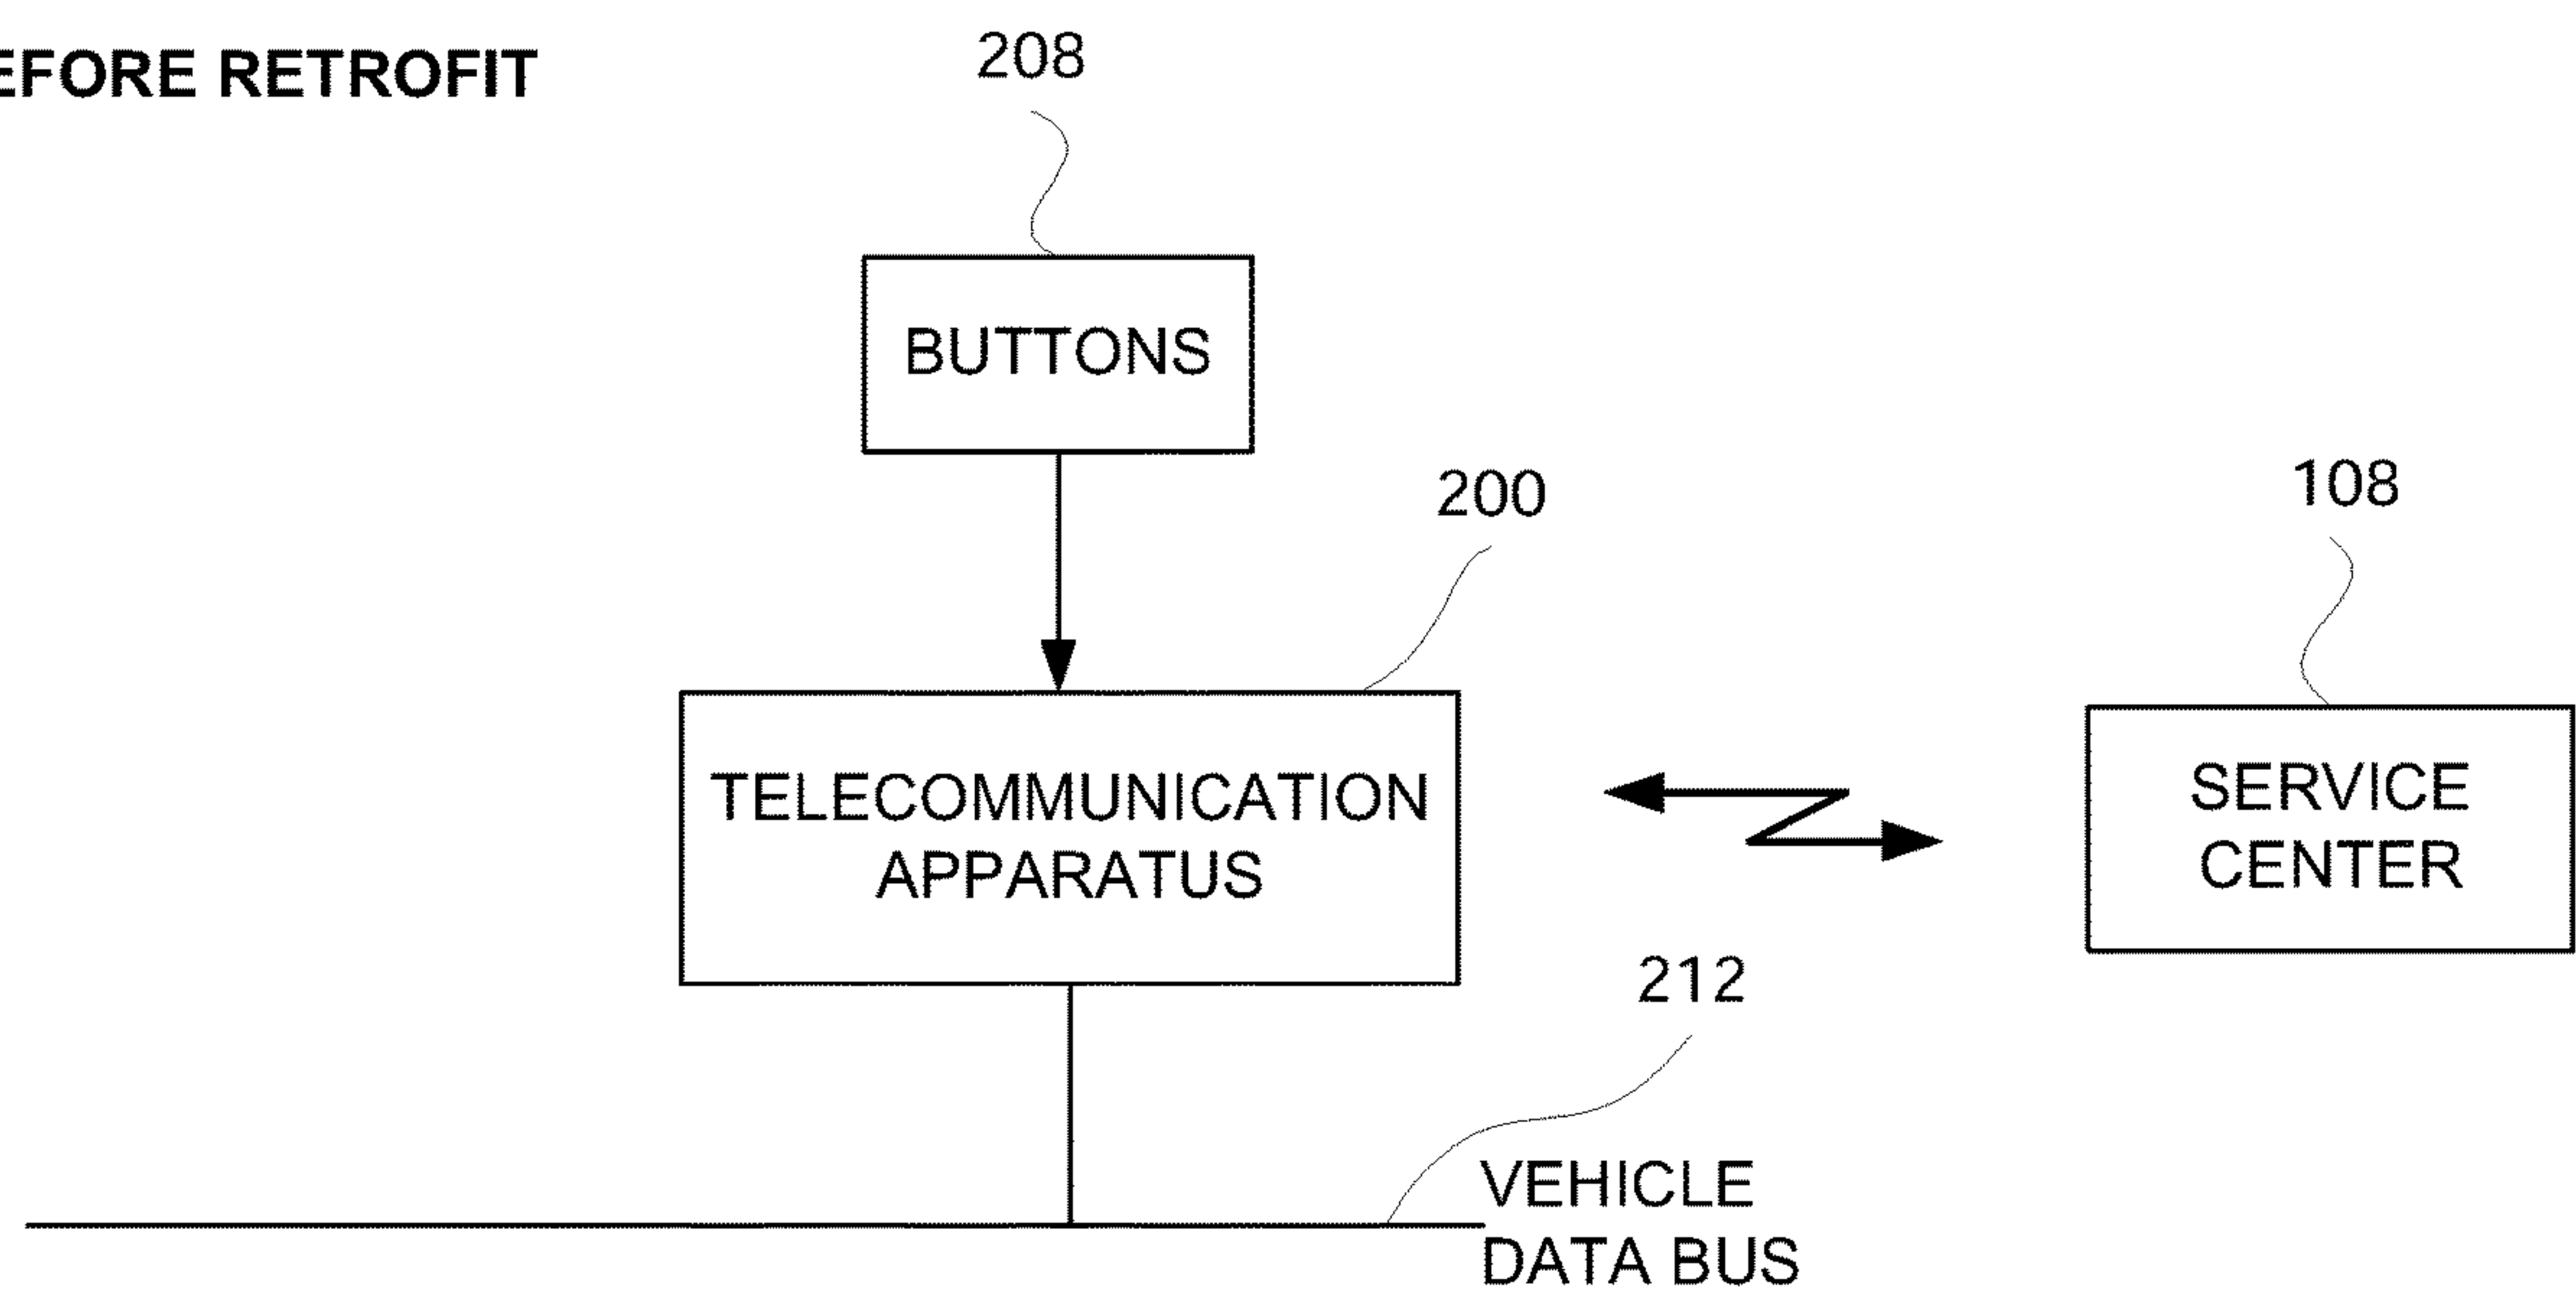 EFORE RETROFIT
208
BUTTONS
200
108
TELECOMMUNICATION
APPARATUS
SERVICE
CENTER
212
VEHICLE
DATA BUS